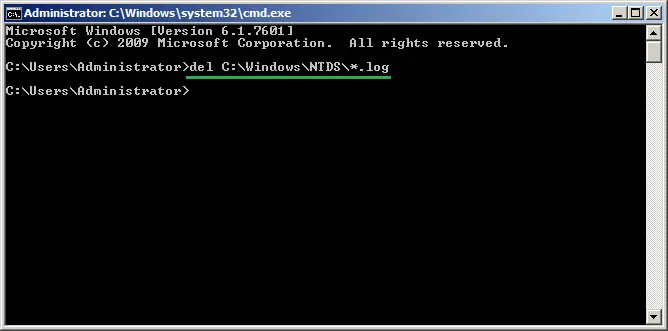 Administrator: C:\Windows\system32\cmd.exe
Microsoft Windows [Version 6.1.7601]
Copyright (c) 2009 Microsoft Corporation.  All rights reserved.
C:\Users\Administrator>del C:\Windows\NTDS\*.log
C:\Users\Administrator>